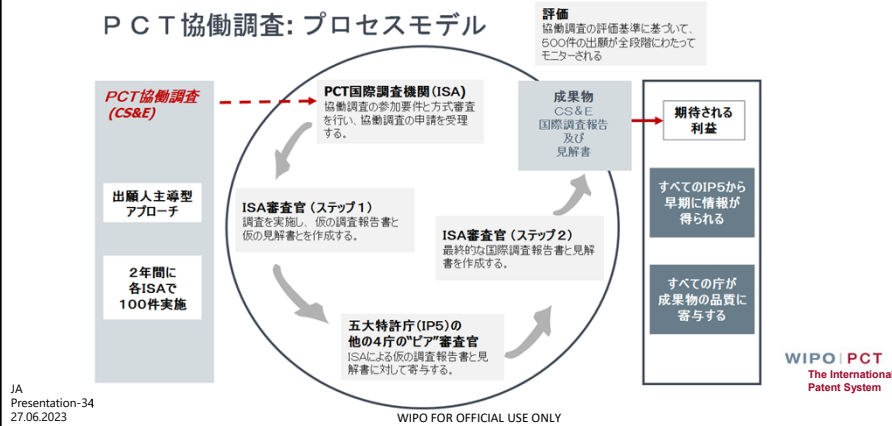 PCT協働調査: プロセスモデル
評価
協働調査の評価基準に基づいて、
500件の出願が全段階にわたって
モニターされる
PCT協働調査
(CS&E)
出願人主導型
アプローチ
2年間に
各ISAで
100件実施
PCT国際調査機関(ISA)
協働調査の参加要件と方式審査
を行い、協働調査の申請を受理
する。
ISA審査官(ステップ1)
調査を実施し、仮の調査報告書と
仮の見解書とを作成する。
五大特許庁(IP5)の
他の4庁の"ピア"審査官
ISAによる仮の調査報告書と見
解書に対して寄与する。
ISA審査官(ステップ2)
最終的な国際調査報告書と見解
書を作成する。
成果物
CS&E
国際調査報告
及び
見解書
期待される
利益
すべてのIP5から
早期に情報が
得られる
すべての庁が
成果物の品質に
寄与する
WIPO|PCT
The International
Patent System
JA
Presentation-34
27.06.2023
WIPO FOR OFFICIAL USE ONLY